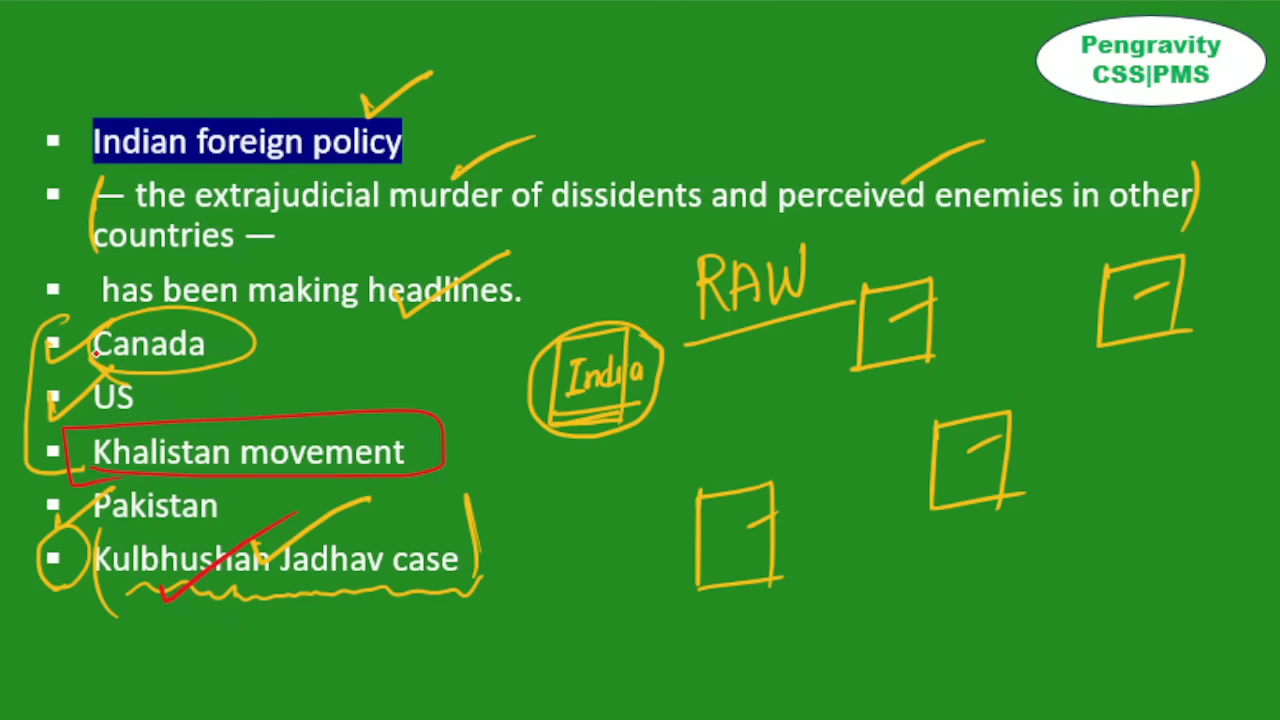 Pengravity
CSS|PMS
▪ Indian foreign policy
▪ — the extrajudicial murder of dissidents and perceived enemies in other
countries —
▪ has been making headlines.
RAW
▪ Canada
India
▪ US
▪ Khalistan movement
▪ Pakistan
▪ Kulbhushan Jadhav case